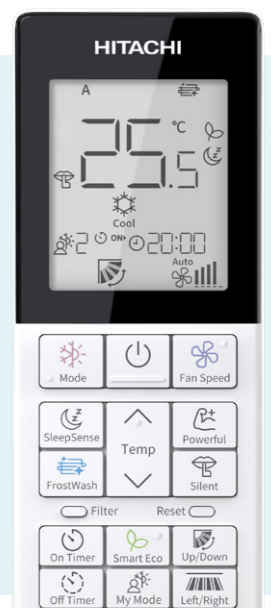 HITACHI
A
25.5 °C
Cool
2 ON 20:00
Auto
Mode
Fan Speed
SleepSense
Temp
Powerful
FrostWash
Silent
Filter Reset
On Timer
Smart Eco
Up/Down
Off Timer
My Mode
Left/Right